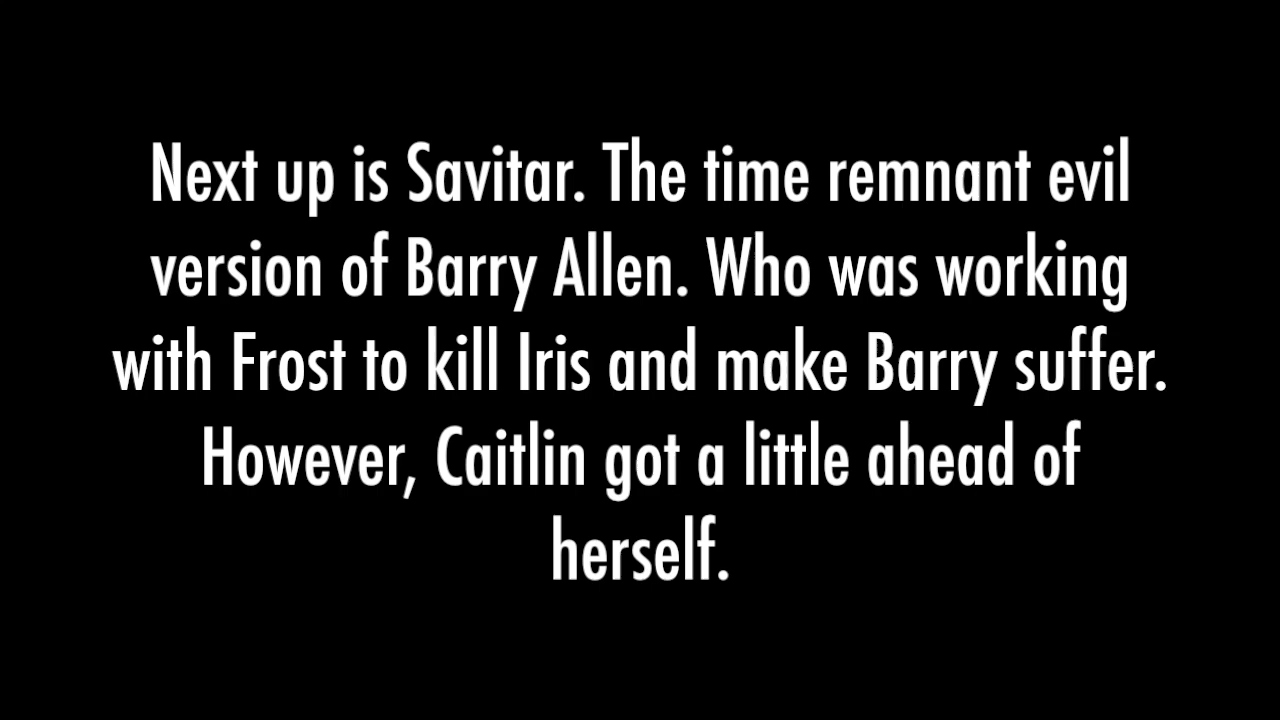 Next up is Savitar. The time remnant evil
version of Barry Allen. Who was working
with Frost to kill Iris and make Barry suffer.
However, Caitlin got a little ahead of
herself.